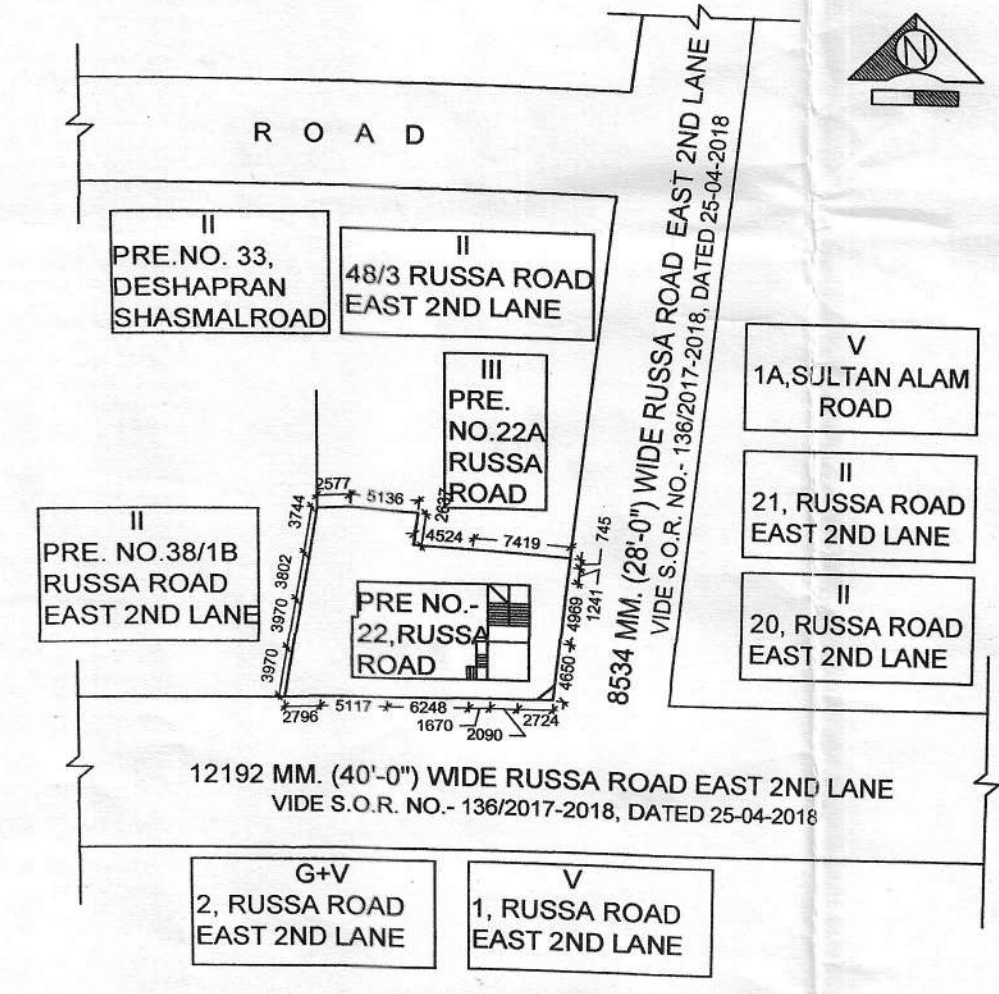 N
R O A D
8534 MM. (28'-0") WIDE RUSSA ROAD EAST 2ND LANE
VIDE S.O.R. NO.- 136/2017-2018, DATED 25-04-2018
II
PRE.NO. 33,
DESHAPRAN
SHASMALROAD
II
48/3 RUSSA ROAD
EAST 2ND LANE
III
PRE.
NO.22A
RUSSA
ROAD
V
1A,SULTAN ALAM
ROAD
II
21, RUSSA ROAD
EAST 2ND LANE
II
20, RUSSA ROAD
EAST 2ND LANE
II
PRE. NO.38/1B
RUSSA ROAD
EAST 2ND LANE
2577
5136
2637
4524
7419
745
1241
4969
4660
3744
3802
3970
3970
PRE NO.-
22,RUSSA
ROAD
2796
5117
6248
1670
2090
2724
12192 MM. (40'-0") WIDE RUSSA ROAD EAST 2ND LANE
VIDE S.O.R. NO.- 136/2017-2018, DATED 25-04-2018
G+V
2, RUSSA ROAD
EAST 2ND LANE
V
1, RUSSA ROAD
EAST 2ND LANE